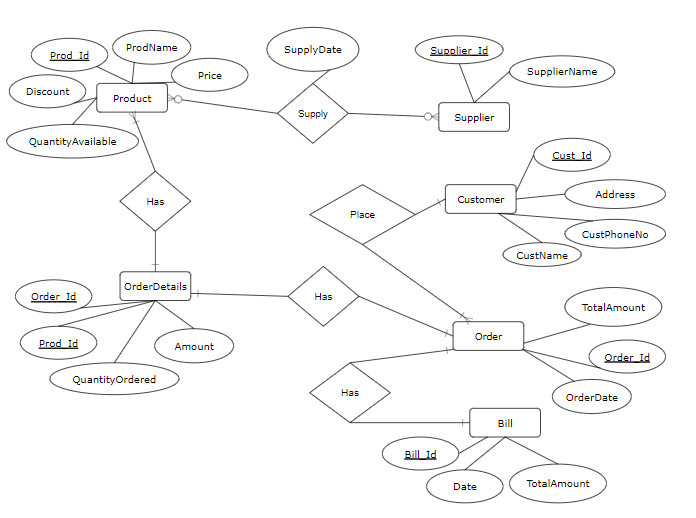 ProdName
SupplyDate
Prod_Id
Supplier_Id
Price
SupplierName
Discount
Product
Supply
Supplier
QuantityAvailable
Cust_Id
Address
Customer
Has
Place
CustPhoneNo
CustName
OrderDetails
Order_Id
Has
TotalAmount
Order
Prod_Id
Amount
Order_Id
QuantityOrdered
Has
OrderDate
Bill
Bill_Id
Date
TotalAmount